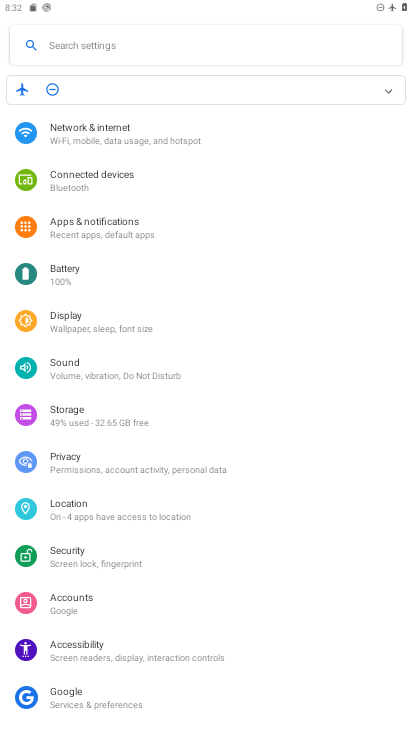 8:32
Search settings
Network & internet
Wi-Fi, mobile, data usage, and hotspot
Connected devices
Bluetooth
Apps & notifications
Recent apps, default apps
Battery
100%
Display
Wallpaper, sleep, font size
Sound
Volume, vibration, Do Not Disturb
Storage
49% used - 32.65 GB free
Privacy
Permissions, account activity, personal data
Location
On - 4 apps have access to location
Security
Screen lock, fingerprint
Accounts
Google
Accessibility
Screen readers, display, interaction controls
Google
Services & preferences